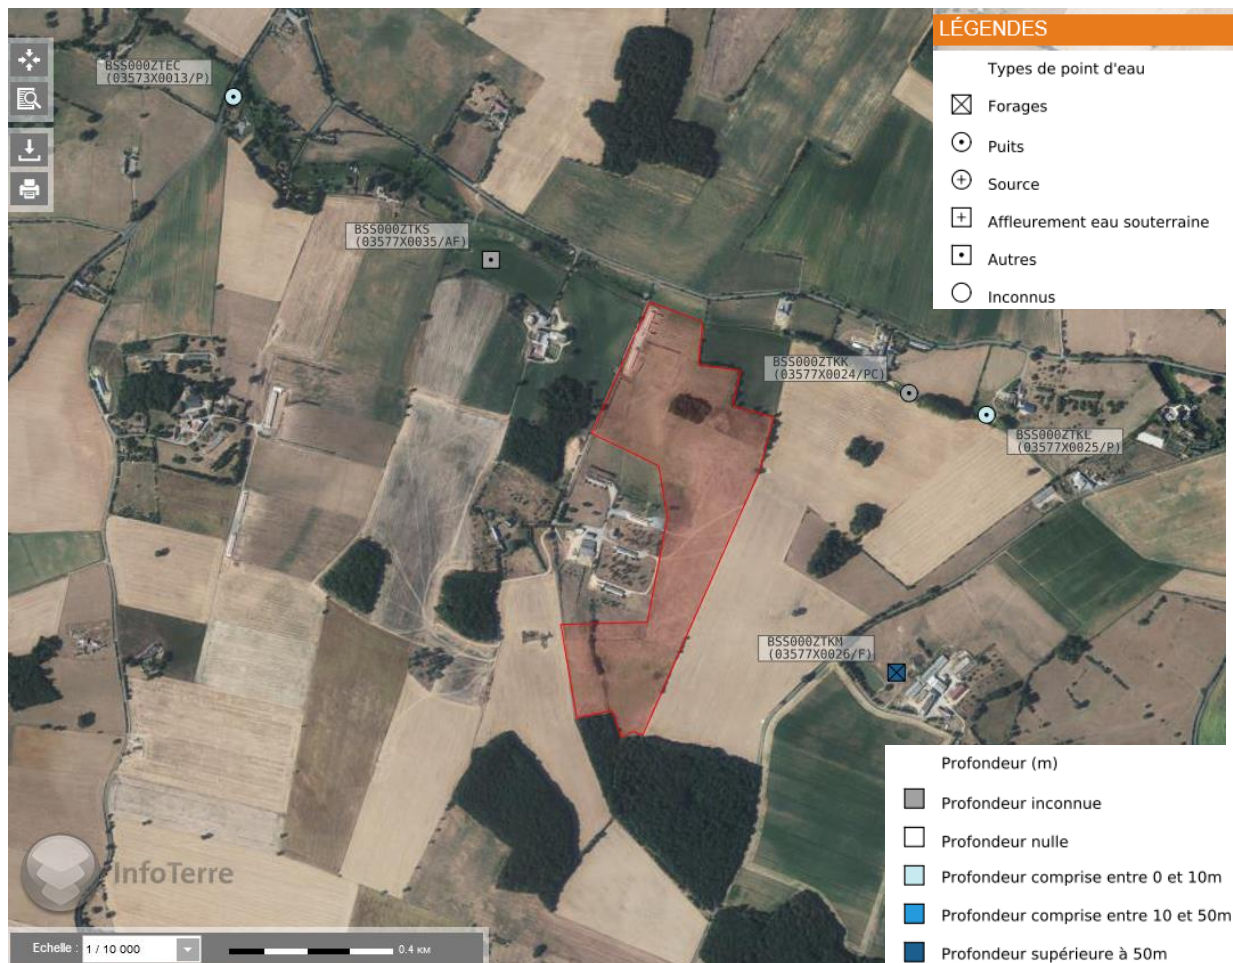 LÉGENDES
Types de point d'eau
Forages
Puits
Source
Affleurement eau souterraine
Autres
Inconnus
BSS000ZTEC
(03573X0013/P)
BSS000ZTKS
(03577X0035/AF)
BSS000ZTKK
(03577X0024/PC)
BSS000ZTKL
(03577X0025/P)
BSS000ZTKM
(03577X0026/F)
Profondeur (m)
Profondeur inconnue
Profondeur nulle
Profondeur comprise entre 0 et 10m
Profondeur comprise entre 10 et 50m
Profondeur supérieure à 50m
InfoTerre
Echelle : 1 / 10 000
0.4 KM